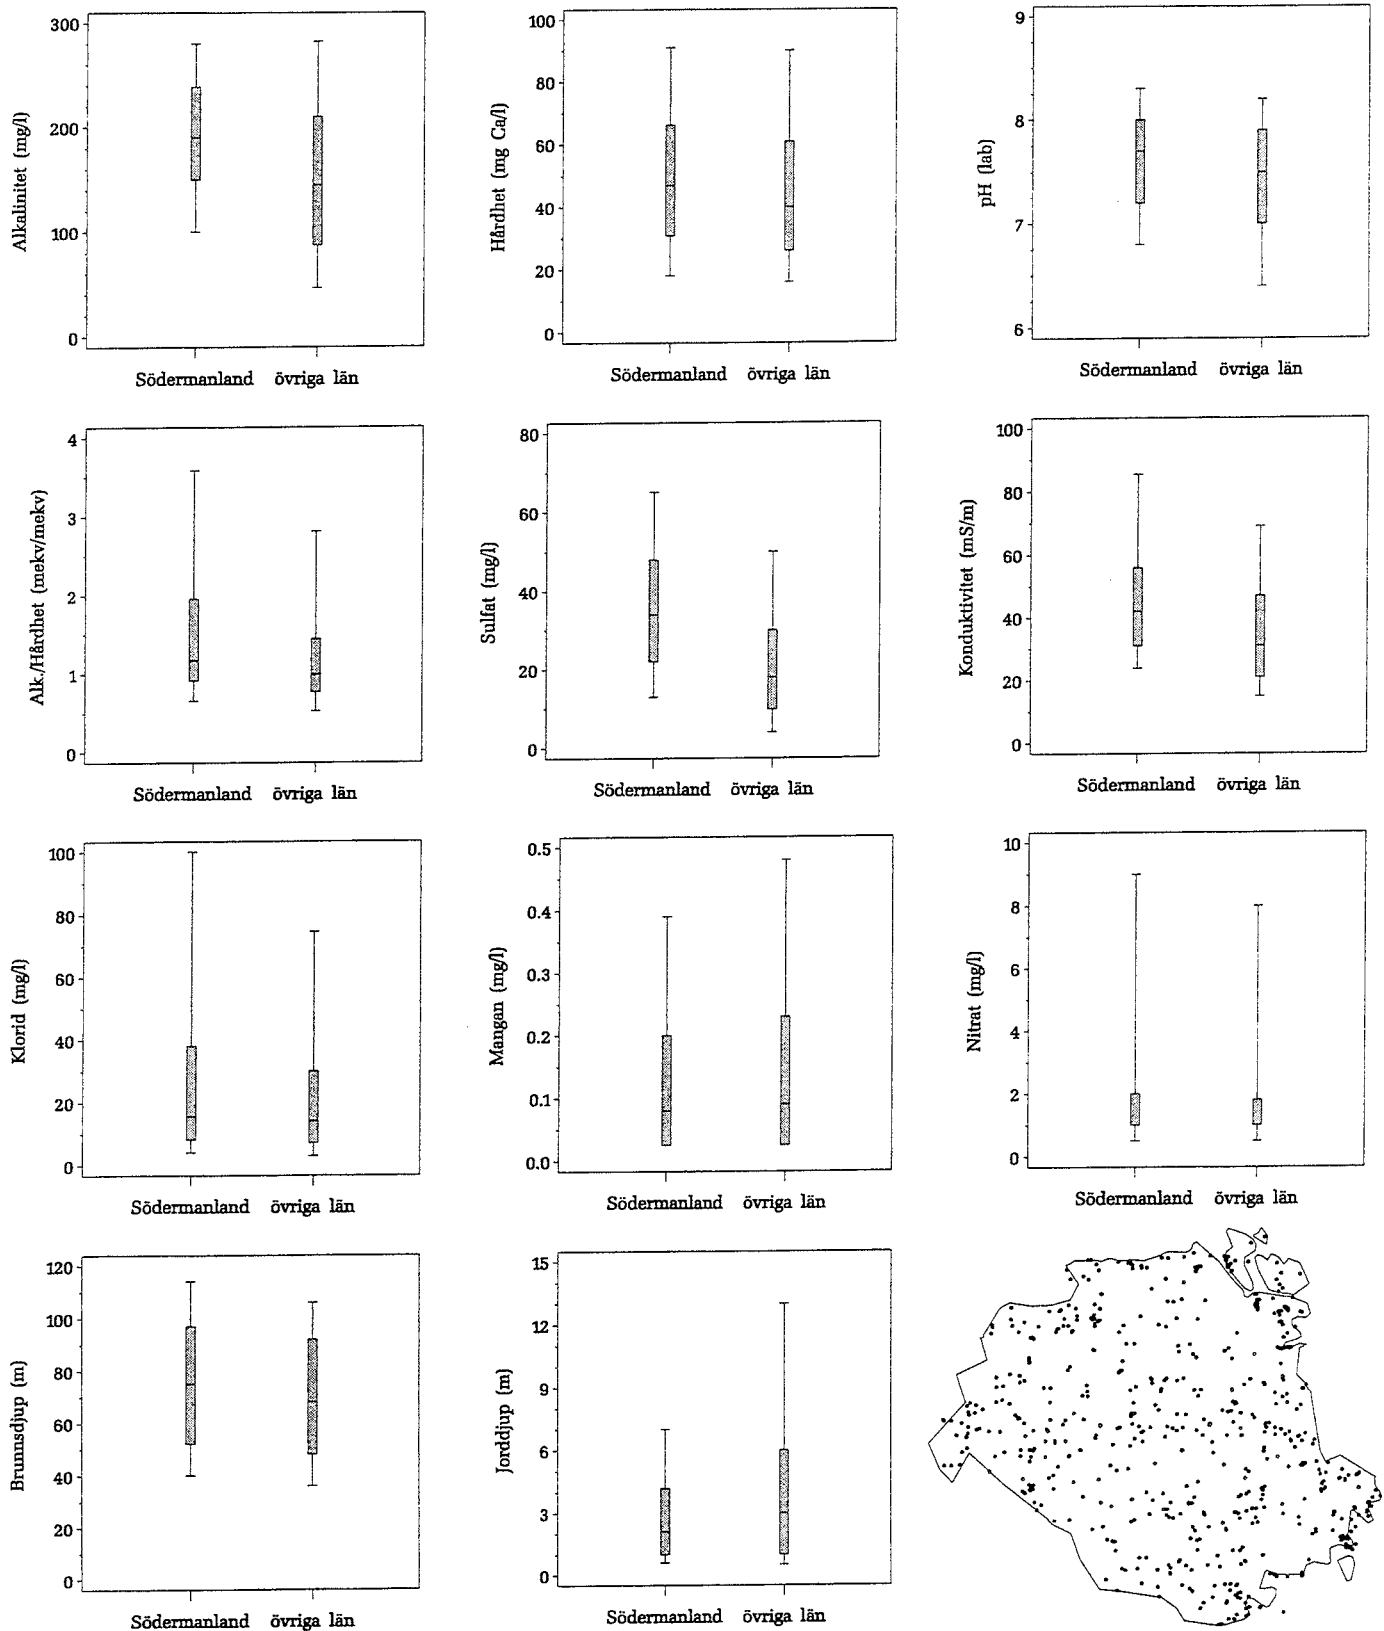 Alkalinitet (mg/l)
300
200
100
0
Södermanland övriga län
Hårdhet (mg Ca/l)
100
80
60
40
20
0
Södermanland övriga län
pH (lab)
9
8
7
6
Södermanland övriga län
Alk./Hårdhet (mekv/mekv)
4
3
2
1
0
Södermanland övriga län
Sulfat (mg/l)
80
60
40
20
0
Södermanland övriga län
Konduktivitet (mS/m)
100
80
60
40
20
0
Södermanland övriga län
Klorid (mg/l)
100
80
60
40
20
0
Södermanland övriga län
Mangan (mg/l)
0.5
0.4
0.3
0.2
0.1
0.0
Södermanland övriga län
Nitrat (mg/l)
10
8
6
4
2
0
Södermanland övriga län
Brunnsdjup (m)
120
100
80
60
40
20
0
Södermanland övriga län
Jorddjup (m)
15
12
9
6
3
0
Södermanland övriga län